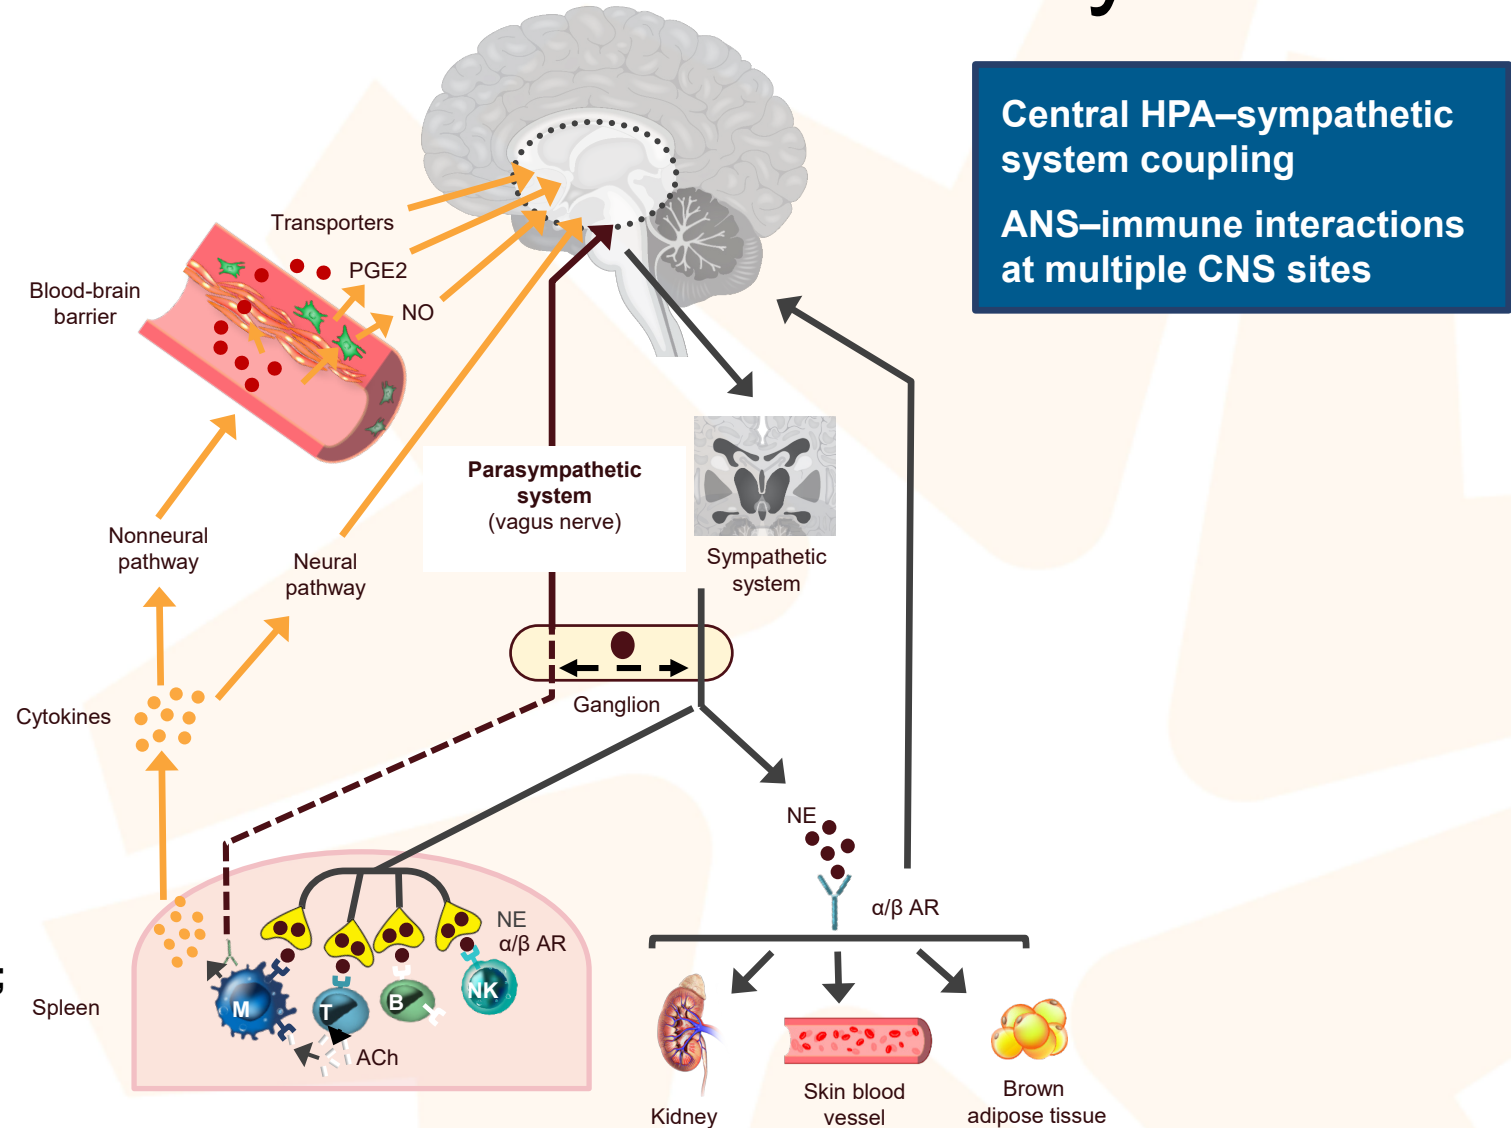 Central HPA–sympathetic
system coupling
ANS–immune interactions
at multiple CNS sites
Transporters
PGE2
NO
Blood-brain
barrier
Parasympathetic
system
(vagus nerve)
Sympathetic
system
Nonneural
pathway
Neural
pathway
Ganglion
Cytokines
NE
α/β AR
NE
α/β AR
M
T
B
NK
ACh
Spleen
Kidney
Skin blood
vessel
Brown
adipose tissue